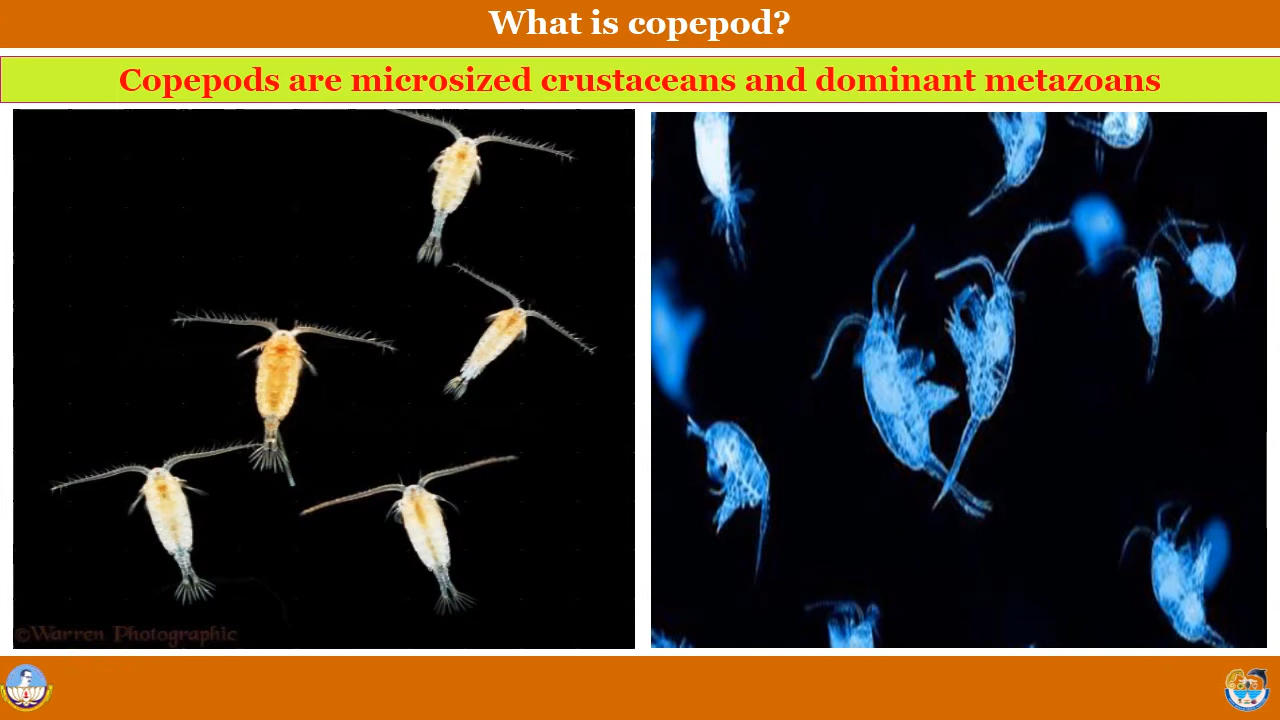 What is copepod?
Copepods are microsized crustaceans and dominant metazoans
©Warren Photographic